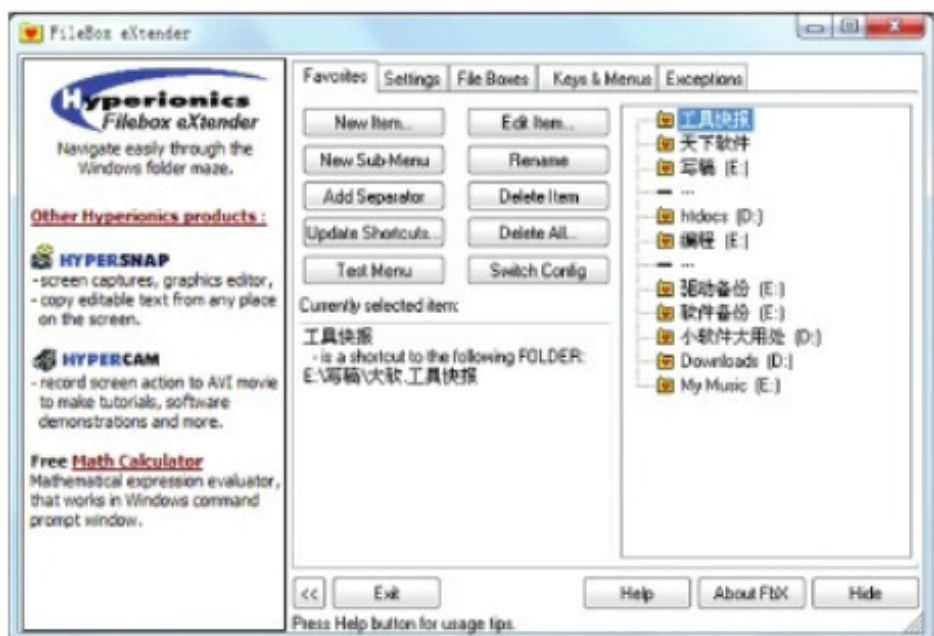 FileBox eXtender
Hyperionics
Filebox eXtender
Navigate easily through the
Windows folder maze.
Other Hyperionics products :
HYPERSNAP
-screen captures, graphics editor,
- copy editable text from any place
on the screen.
HYPERCAM
- record screen action to AVI movie
to make tutorials, software
demonstrations and more.
Free Math Calculator
Mathematical expression evaluator,
that works in Windows command
prompt window.
Favorites Settings File Boxes Keys & Menus Exceptions
New Item... Edit Item...
New Sub-Menu Rename
Add Separator Delete Item
Update Shortcuts... Delete All...
Test Menu Switch Config
Currently selected item:
工具快报
- is a shortcut to the following FOLDER:
E:\写稿\大软.工具快报
工具快报
天下软件
写稿 (E:)
...
htdocs (D:)
编程 (E:)
...
驱动备份 (E:)
软件备份 (E:)
小软件大用处 (D:)
Downloads (D:)
My Music (E:)
<< Exit Help About FbX Hide
Press Help button for usage tips.